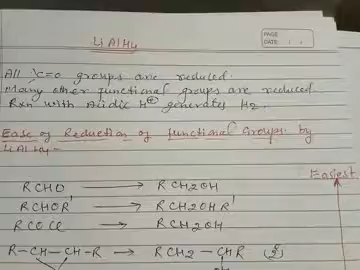 LiAlH4
PAGE
DATE
All >C=O groups are reduced.
Many other functional groups are reduced
Rxn with Acidic H⊕ generates H2.
Ease of Reduction of functional Groups by
LiAlH4-
Easiest
RCHO → RCH2OH
RCHOR' → RCH2OHR'
RCOCl → RCH2OH
R-CH-CH-R → RCH2-CHR (2°)